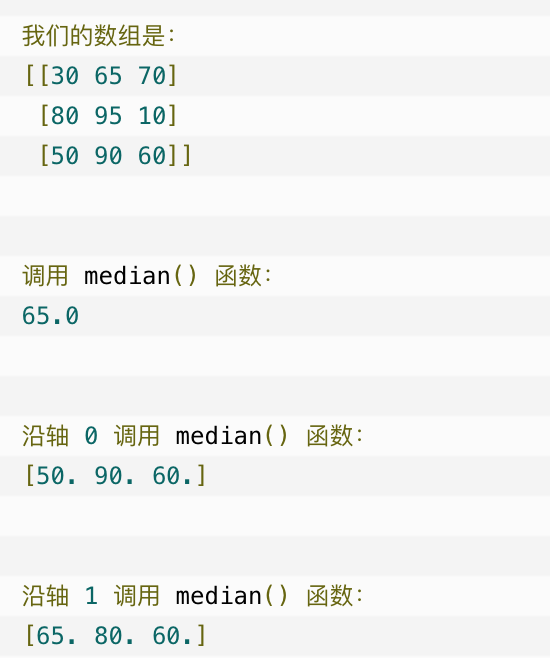 我们的数组是：
[[30 65 70]
 [80 95 10]
 [50 90 60]]
调用 median() 函数：
65.0
沿轴 0 调用 median() 函数：
[50. 90. 60.]
沿轴 1 调用 median() 函数：
[65. 80. 60.]